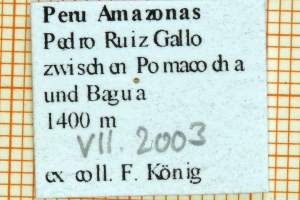 Peru Amazonas
Pedro Ruiz Gallo
zwischen Pomacocha
und Bagua
1400 m
VII. 2003
ex coll. F. König